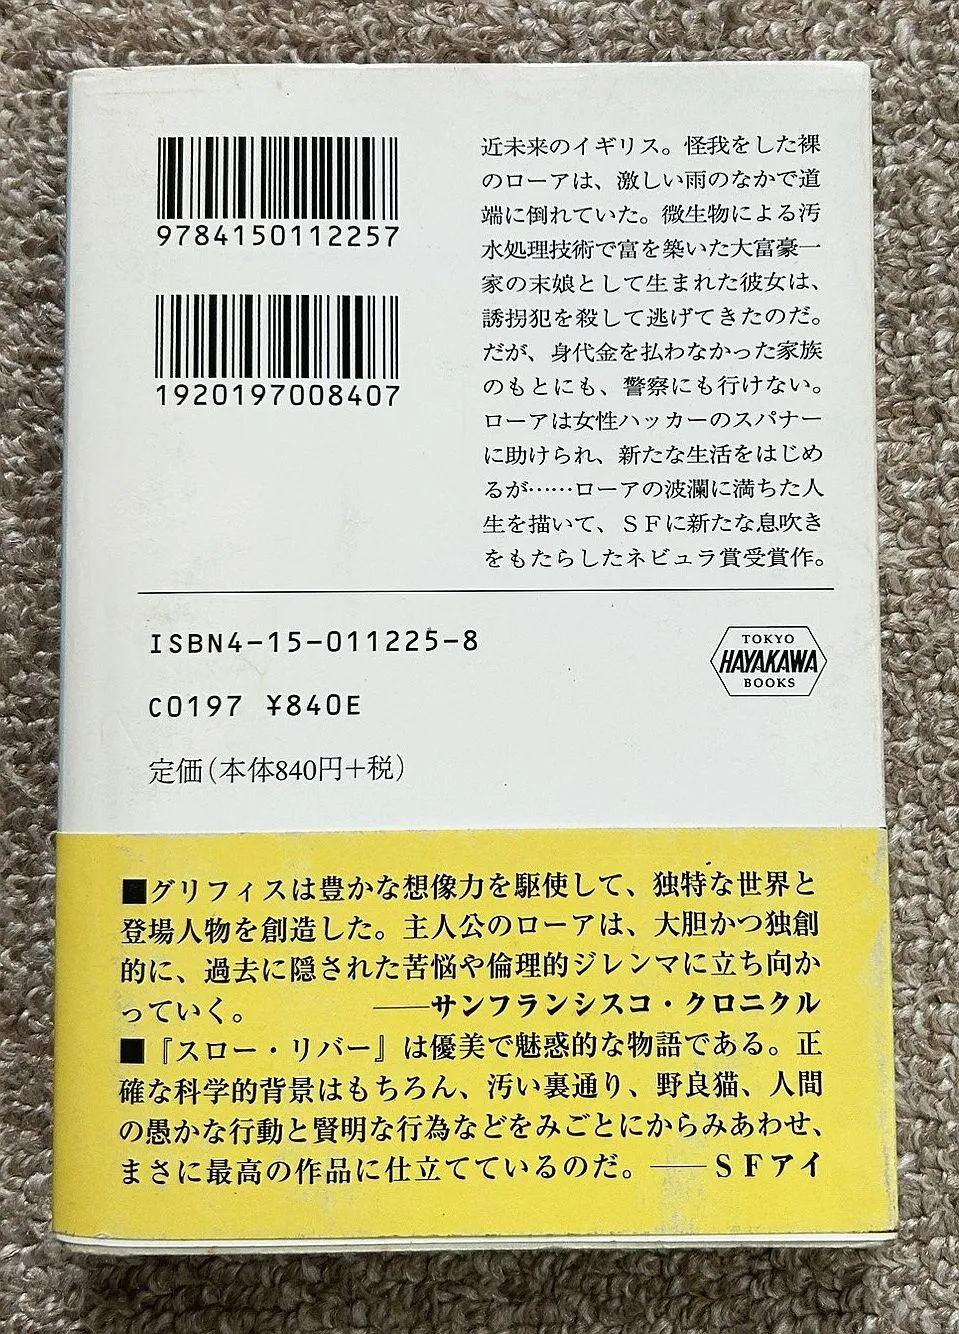 9784150112257
1920197008407
近未来のイギリス。怪我をした裸
のローアは、激しい雨のなかで道
端に倒れていた。微生物による汚
水処理技術で富を築いた大富豪一
家の末娘として生まれた彼女は、
誘拐犯を殺して逃げてきたのだ。
だが、身代金を払わなかった家族
のもとにも、警察にも行けない。
ローアは女性ハッカーのスパナー
に助けられ、新たな生活をはじめ
るが……ローアの波瀾に満ちた人
生を描いて、ＳＦに新たな息吹き
をもたらしたネビュラ賞受賞作。
ISBN4-15-011225-8
C0197 ¥840E
定価(本体840円+税)
TOKYO
HAYAKAWA
BOOKS
■グリフィスは豊かな想像力を駆使して、独特な世界と
登場人物を創造した。主人公のローアは、大胆かつ独創
的に、過去に隠された苦悩や倫理的ジレンマに立ち向か
っていく。 ──サンフランシスコ・クロニクル
■『スロー・リバー』は優美で魅惑的な物語である。正
確な科学的背景はもちろん、汚い裏通り、野良猫、人間
の愚かな行動と賢明な行為などをみごとにからみあわせ、
まさに最高の作品に仕立てているのだ。──ＳＦアイ